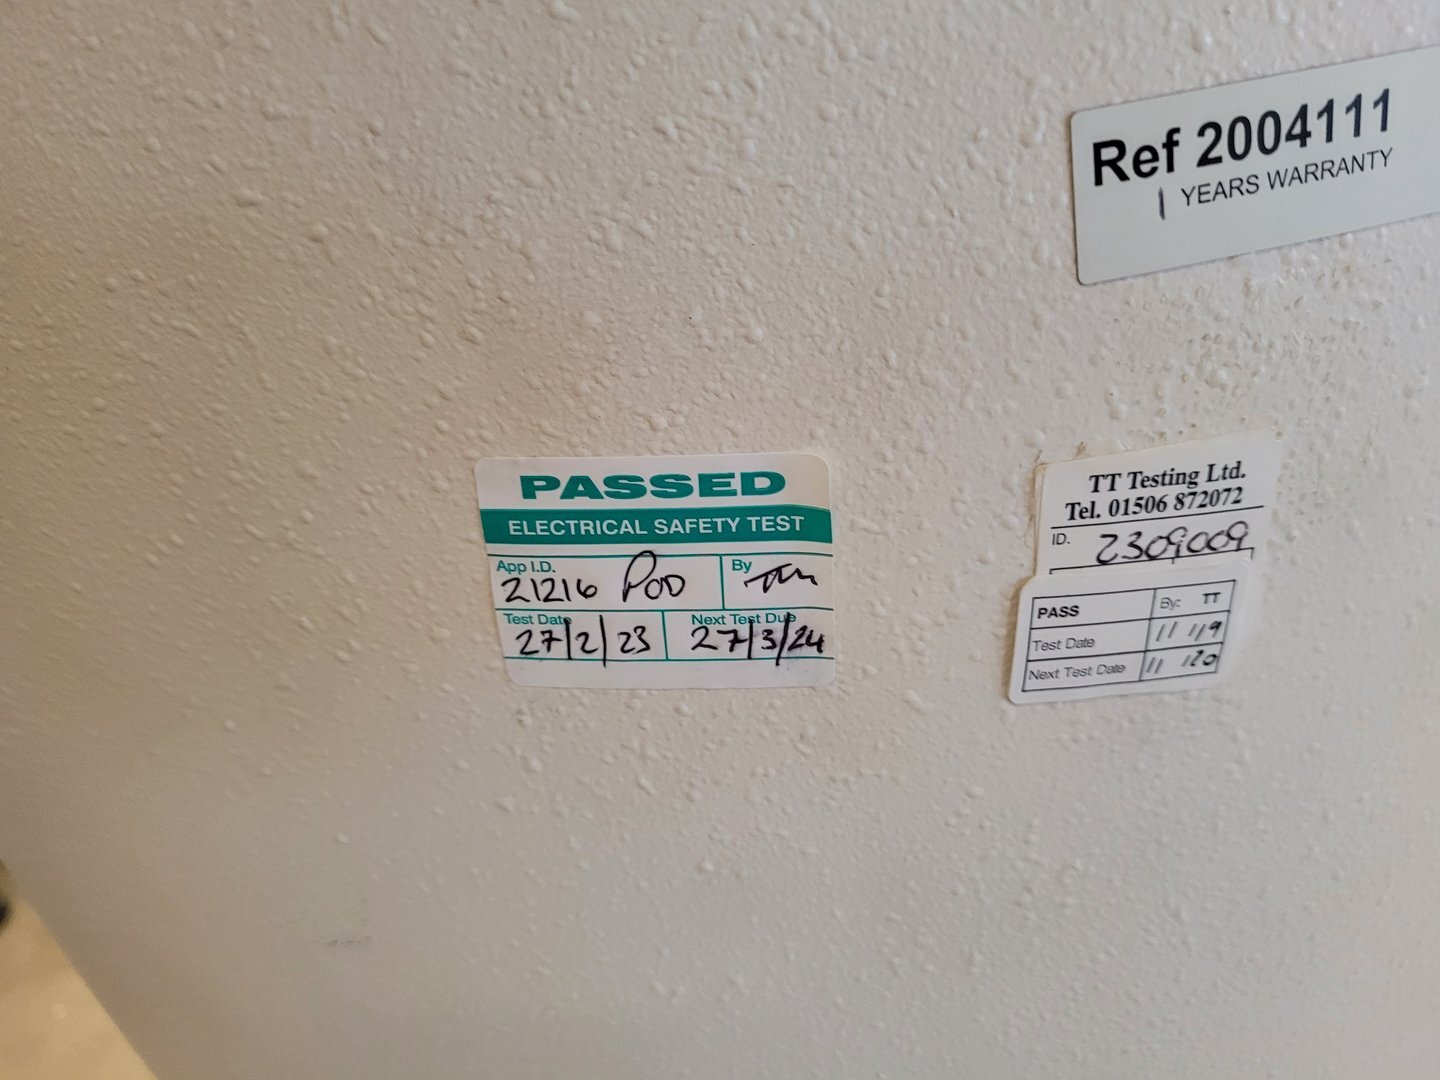 Ref 2004111
1 YEARS WARRANTY
PASSED
ELECTRICAL SAFETY TEST
App I.D. By
21216 POD
Test Date Next Test Due
27/2/23 27/3/24
TT Testing Ltd.
Tel. 01506 872072
ID. 2309009
PASS By: TT
Test Date 11 119
Next Test Date 11 120